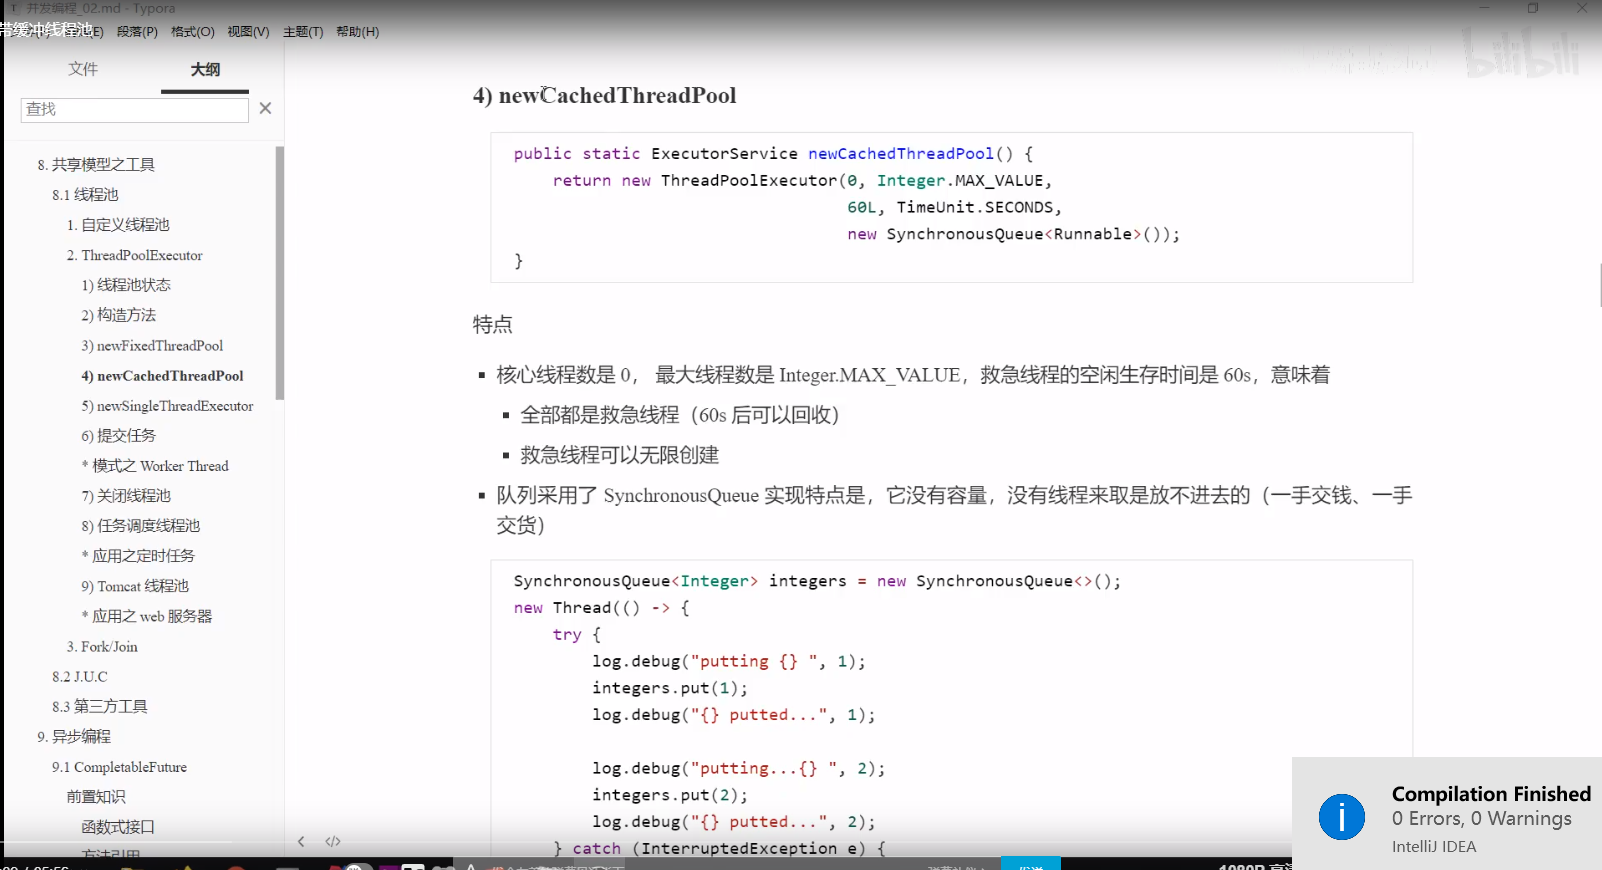 并发编程_02.md - Typora
带缓冲线程池
段落(P) 格式(O) 视图(V) 主题(T) 帮助(H)
文件 大纲
查找
8. 共享模型之工具
8.1 线程池
1. 自定义线程池
2. ThreadPoolExecutor
1) 线程池状态
2) 构造方法
3) newFixedThreadPool
4) newCachedThreadPool
5) newSingleThreadExecutor
6) 提交任务
* 模式之 Worker Thread
7) 关闭线程池
8) 任务调度线程池
* 应用之定时任务
9) Tomcat 线程池
* 应用之 web 服务器
3. Fork/Join
8.2 J.U.C
8.3 第三方工具
9. 异步编程
9.1 CompletableFuture
前置知识
函数式接口
方法引用
bilibili
4) newCachedThreadPool
public static ExecutorService newCachedThreadPool() {
return new ThreadPoolExecutor(0, Integer.MAX_VALUE,
60L, TimeUnit.SECONDS,
new SynchronousQueue<Runnable>());
}
特点
▪ 核心线程数是 0， 最大线程数是 Integer.MAX_VALUE，救急线程的空闲生存时间是 60s，意味着
▪ 全部都是救急线程（60s 后可以回收）
▪ 救急线程可以无限创建
▪ 队列采用了 SynchronousQueue 实现特点是，它没有容量，没有线程来取是放不进去的（一手交钱、一手
交货）
SynchronousQueue<Integer> integers = new SynchronousQueue<>();
new Thread(() -> {
try {
log.debug("putting {} ", 1);
integers.put(1);
log.debug("{} putted...", 1);
log.debug("putting...{} ", 2);
integers.put(2);
log.debug("{} putted...", 2);
} catch (InterruptedException e) {
Compilation Finished
0 Errors, 0 Warnings
IntelliJ IDEA